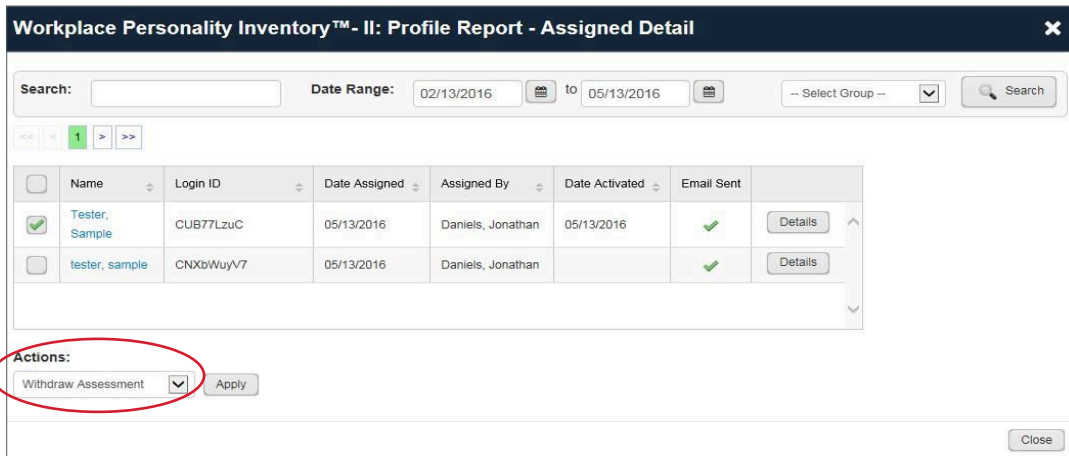 Workplace Personality Inventory™- II: Profile Report - Assigned Detail
Search: Date Range: 02/13/2016 to 05/13/2016 -- Select Group -- Search
<< < 1 > >>
Name Login ID Date Assigned Assigned By Date Activated Email Sent
Tester, Sample CUB77LzuC 05/13/2016 Daniels, Jonathan 05/13/2016 Details
tester, sample CNXbWuyV7 05/13/2016 Daniels, Jonathan Details
Actions:
Withdraw Assessment Apply
Close